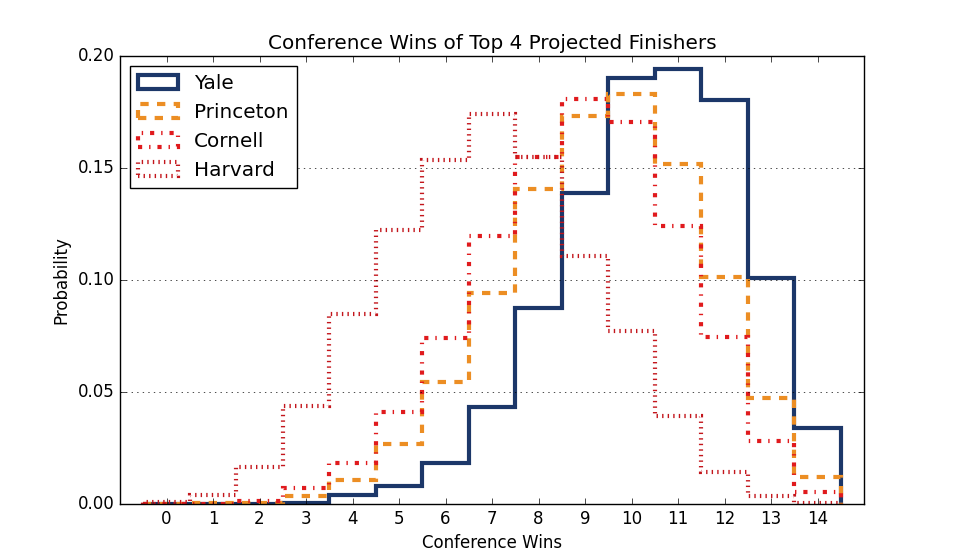 Conference Wins of Top 4 Projected Finishers
0.20
0.15
0.10
0.05
0.00
Probability
Yale
Princeton
Cornell
Harvard
0 1 2 3 4 5 6 7 8 9 10 11 12 13 14
Conference Wins